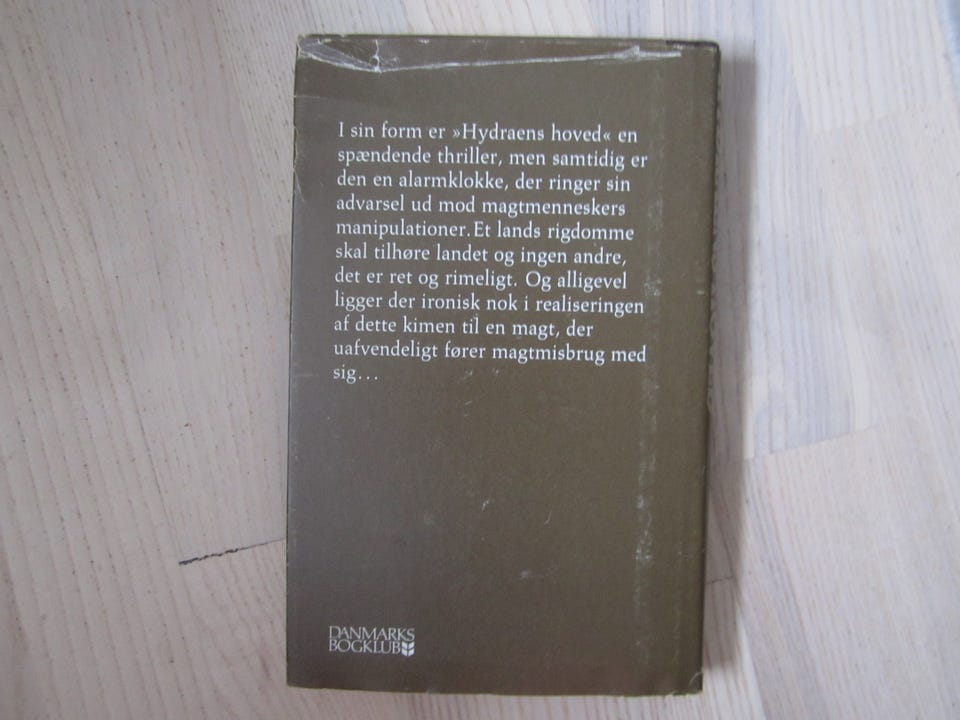 I sin form er »Hydraens hoved« en
spændende thriller, men samtidig er
den en alarmklokke, der ringer sin
advarsel ud mod magtmenneskers
manipulationer.Et lands rigdomme
skal tilhøre landet og ingen andre,
det er ret og rimeligt. Og alligevel
ligger der ironisk nok i realiseringen
af dette kimen til en magt, der
uafvendeligt fører magtmisbrug med
sig...
DANMARKS
BOGKLUB